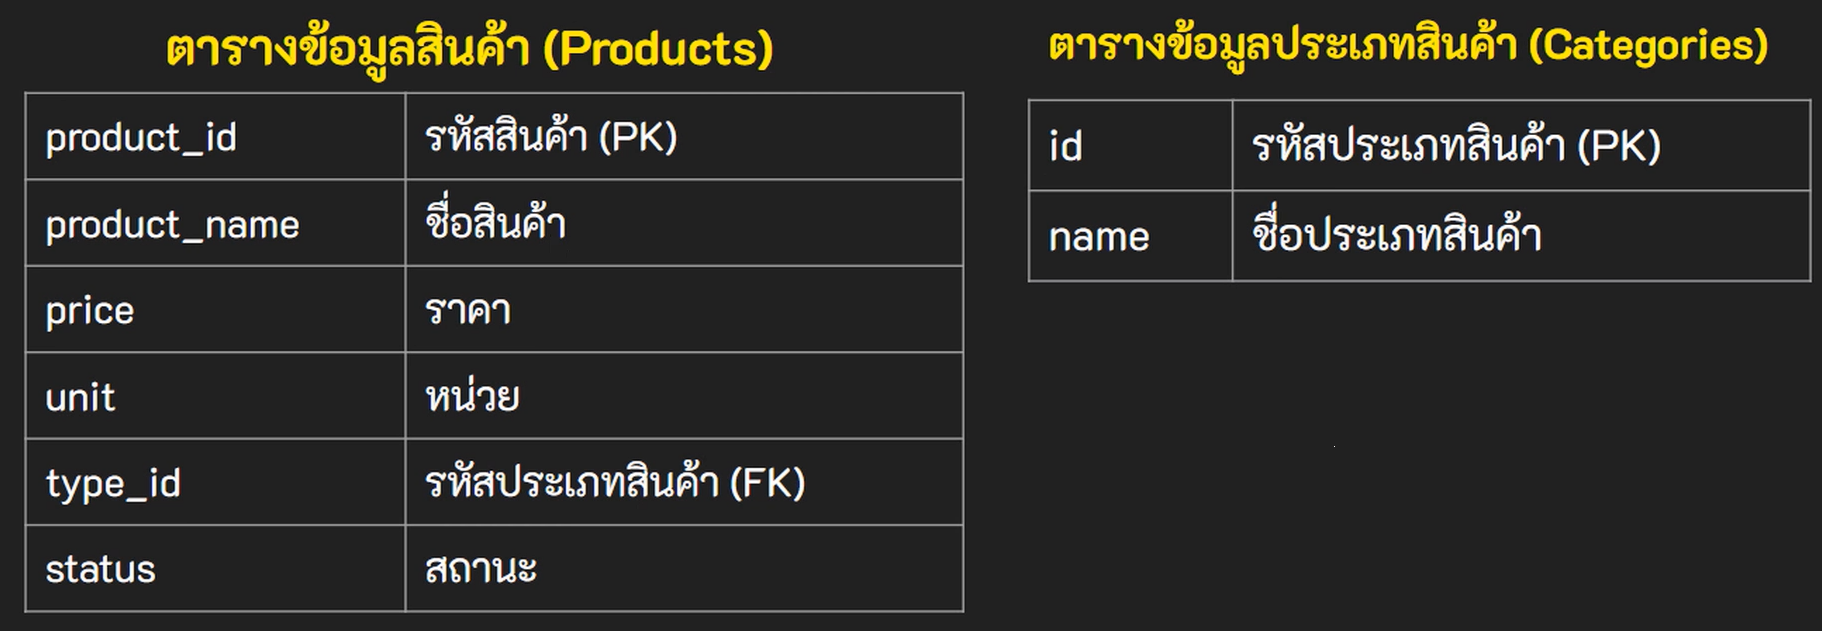 ตารางข้อมูลสินค้า (Products)
product_id รหัสสินค้า (PK)
product_name ชื่อสินค้า
price ราคา
unit หน่วย
type_id รหัสประเภทสินค้า (FK)
status สถานะ
ตารางข้อมูลประเภทสินค้า (Categories)
id รหัสประเภทสินค้า (PK)
name ชื่อประเภทสินค้า